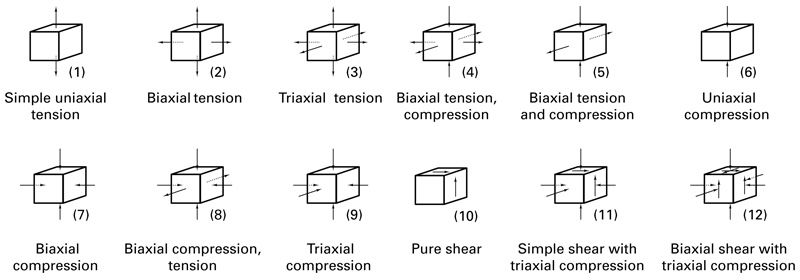 (1) (2) (3) (4) (5) (6)
Simple uniaxial
tension
Biaxial tension
Triaxial tension
Biaxial tension,
compression
Biaxial tension
and compression
Uniaxial
compression
(7) (8) (9) (10) (11) (12)
Biaxial
compression
Biaxial compression,
tension
Triaxial
compression
Pure shear
Simple shear with
triaxial compression
Biaxial shear with
triaxial compression